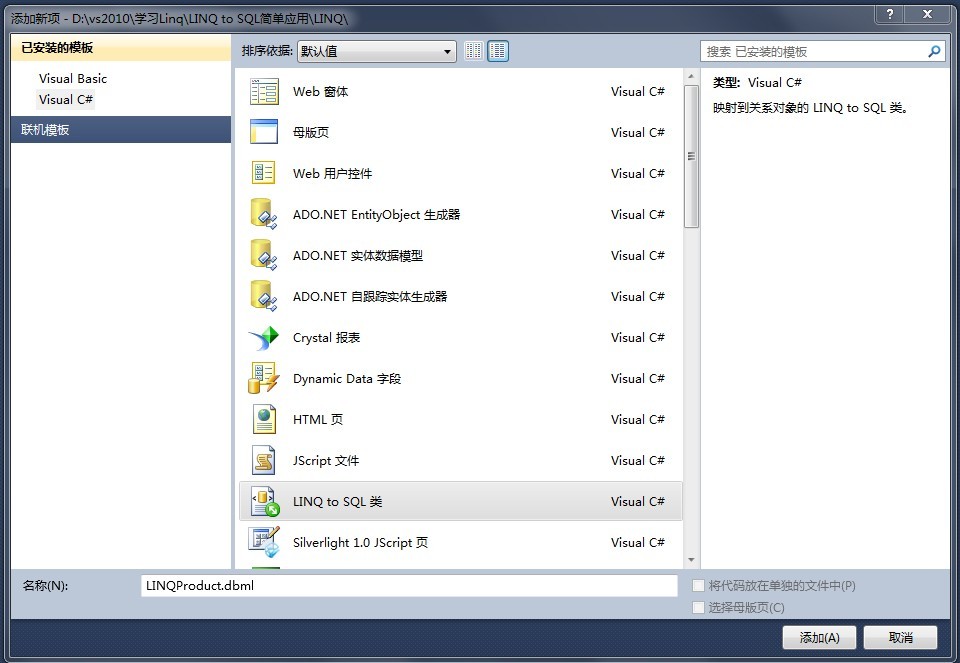 添加新项 - D:\vs2010\学习Linq\LINQ to SQL简单应用\LINQ\
已安装的模板
排序依据: 默认值
搜索 已安装的模板
Visual Basic
Visual C#
联机模板
Web 窗体 Visual C#
母版页 Visual C#
Web 用户控件 Visual C#
ADO.NET EntityObject 生成器 Visual C#
ADO.NET 实体数据模型 Visual C#
ADO.NET 自跟踪实体生成器 Visual C#
Crystal 报表 Visual C#
Dynamic Data 字段 Visual C#
HTML 页 Visual C#
JScript 文件 Visual C#
LINQ to SQL 类 Visual C#
Silverlight 1.0 JScript 页 Visual C#
类型: Visual C#
映射到关系对象的 LINQ to SQL 类。
名称(N): LINQProduct.dbml
将代码放在单独的文件中(P)
选择母版页(C)
添加(A) 取消